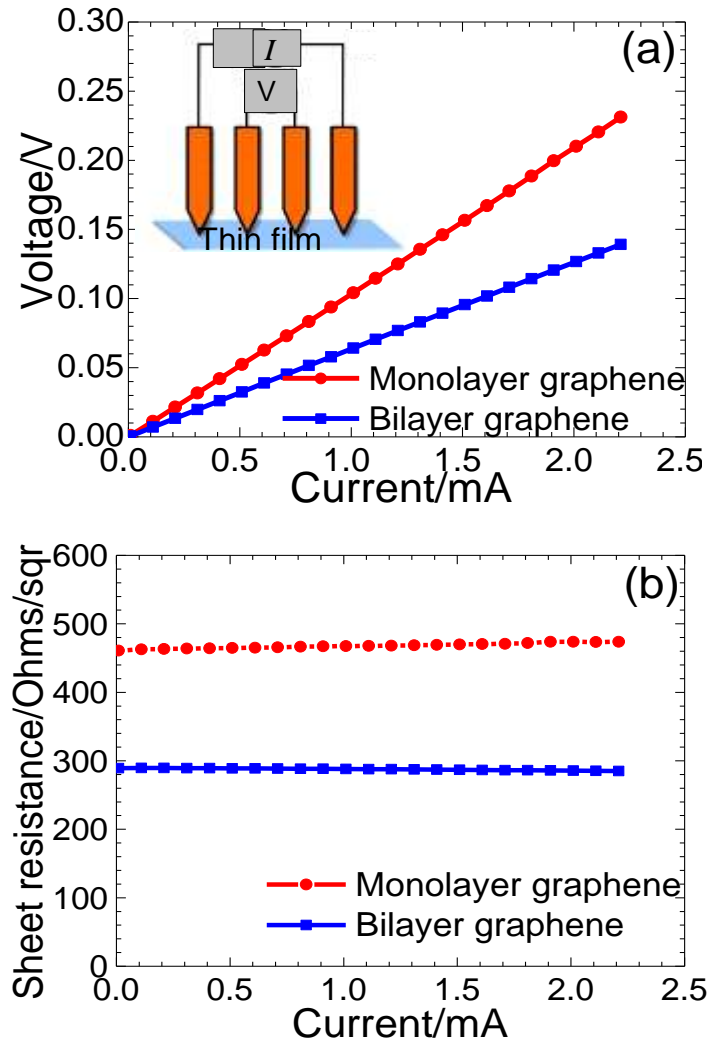 (a)
I
V
Thin film
Voltage/V
0.30
0.25
0.20
0.15
0.10
0.05
0.00
Monolayer graphene
Bilayer graphene
0.0 0.5 1.0 1.5 2.0 2.5
Current/mA
(b)
Sheet resistance/Ohms/sqr
600
500
400
300
200
100
0
Monolayer graphene
Bilayer graphene
0.0 0.5 1.0 1.5 2.0 2.5
Current/mA